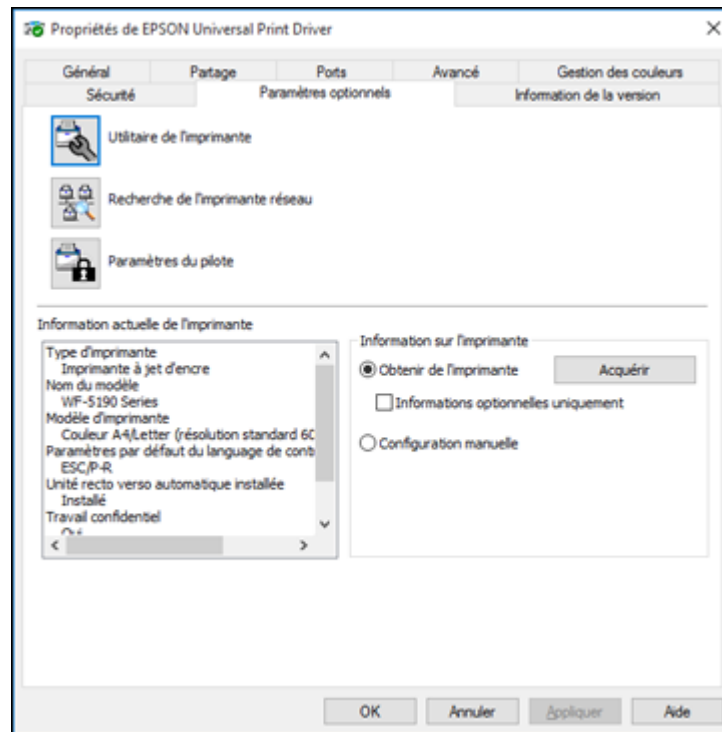 Propriétés de EPSON Universal Print Driver
Général Partage Ports Avancé Gestion des couleurs
Sécurité Paramètres optionnels Information de la version
Utilitaire de l'imprimante
Recherche de l'imprimante réseau
Paramètres du pilote
Information actuelle de l'imprimante
Type d'imprimante
Imprimante à jet d'encre
Nom du modèle
WF-5190 Series
Modèle d'imprimante
Couleur A4/Letter (résolution standard 60
Paramètres par défaut du language de cont
ESC/P-R
Unité recto verso automatique installée
Installé
Travail confidentiel
Information sur l'imprimante
Obtenir de l'imprimante Acquérir
Informations optionnelles uniquement
Configuration manuelle
OK Annuler Appliquer Aide